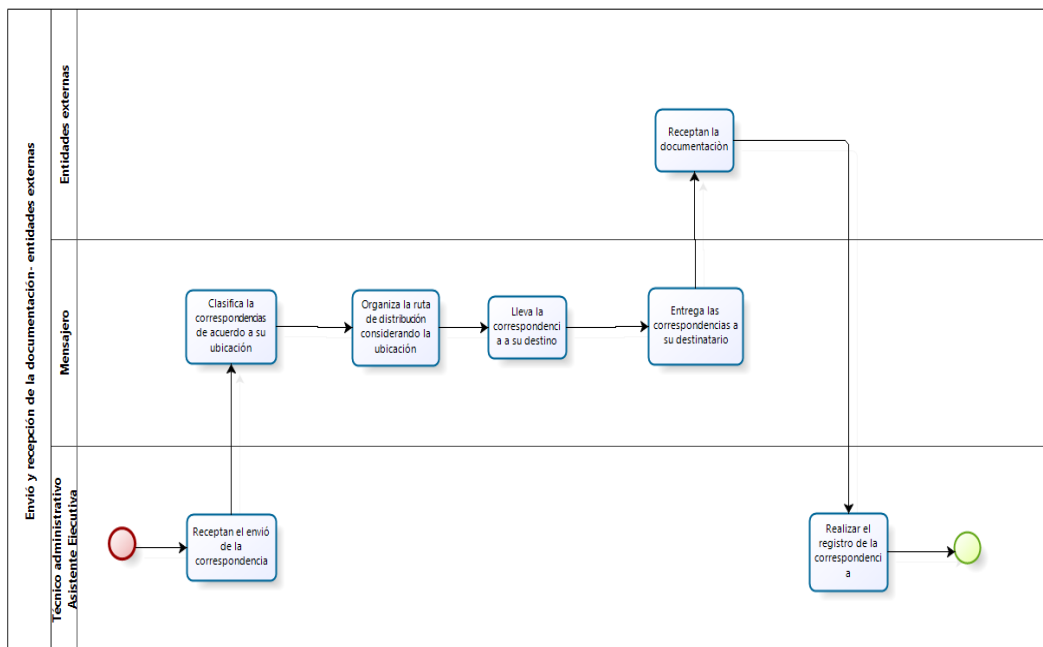 Envió y recepción de la documentación- entidades externas
Entidades externas
Receptan la
documentaciòn
Mensajero
Clasifica la
correspondencias
de acuerdo a su
ubicación
Organiza la ruta
de distribución
considerando la
ubicación
Lleva la
correspondenci
a a su destino
Entrega las
correspondencias a
su destinatario
Técnico administrativo
Asistente Ejecutiva
Receptan el envió
de la
correspondencia
Realizar el
registro de la
correspondenci
a